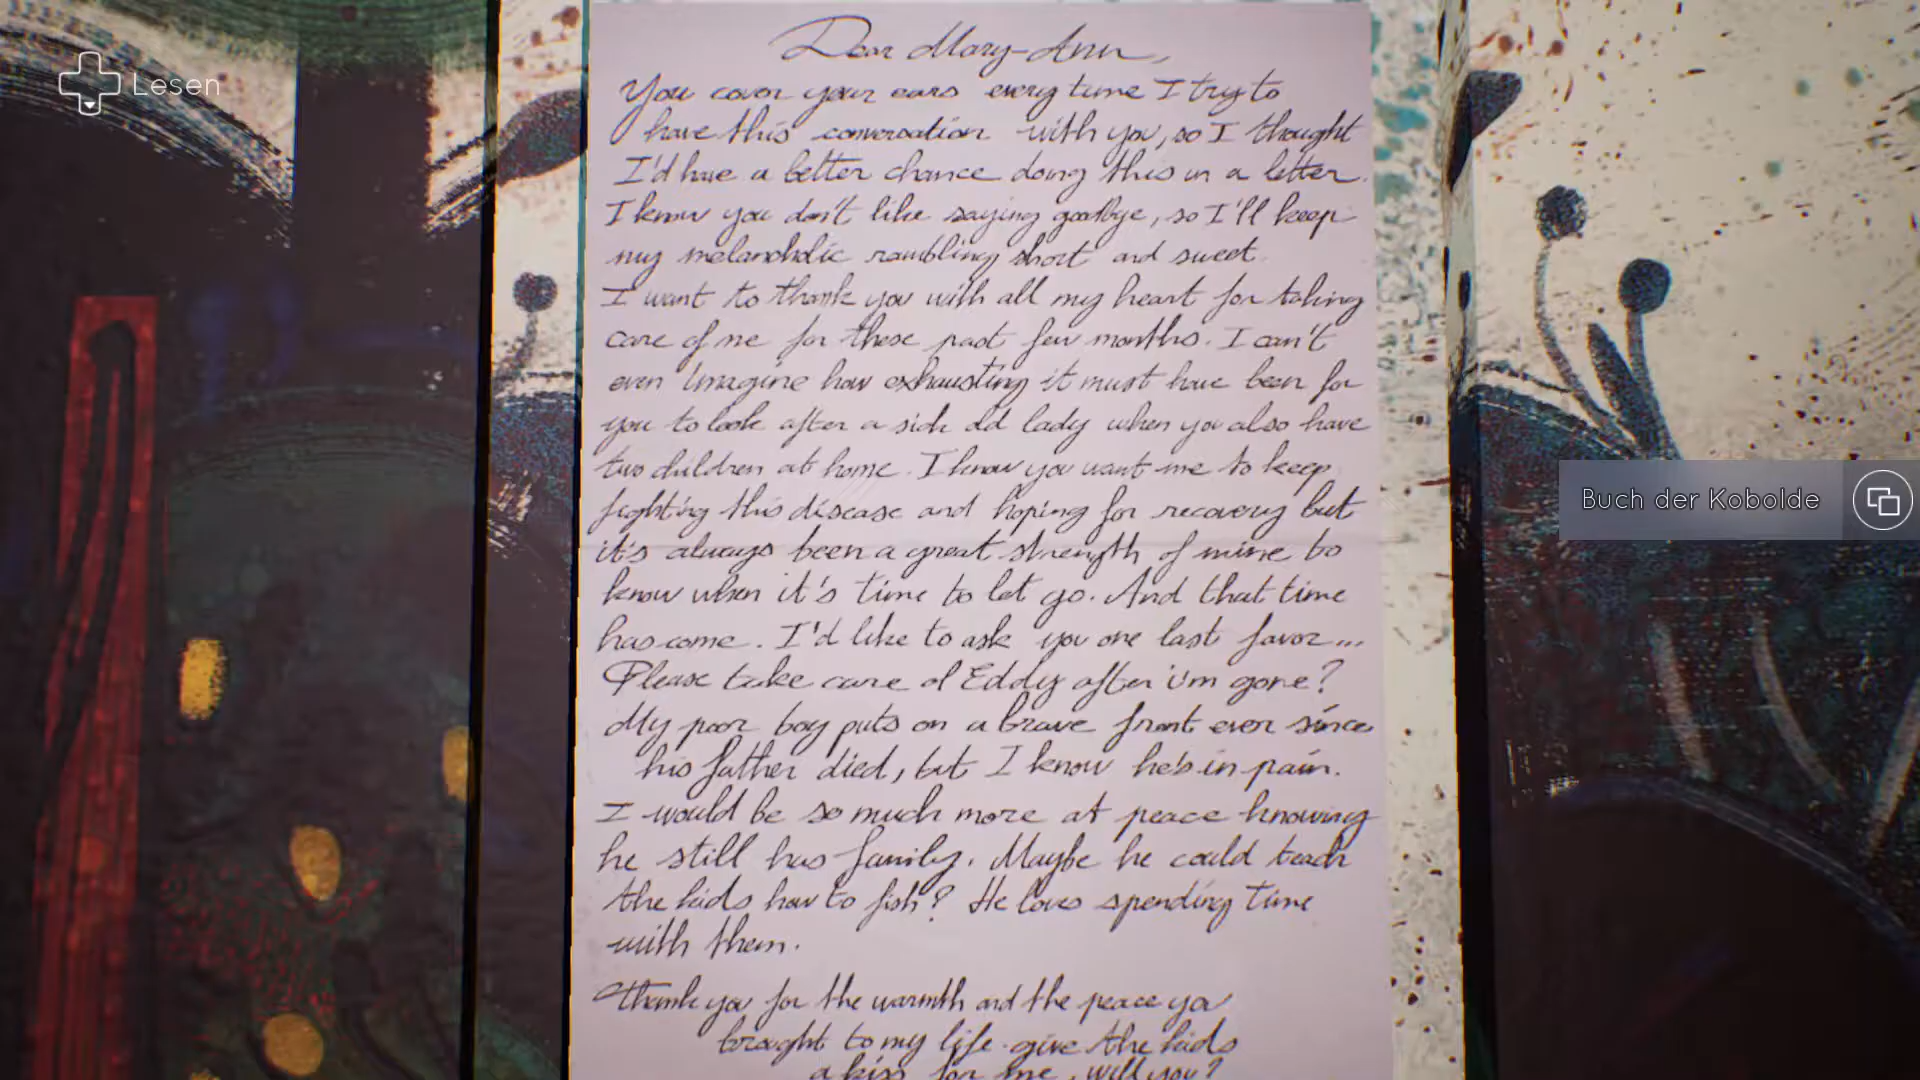 Lesen
Dear Mary-Ann,
You cover your ears every time I try to
have this conversation with you, so I thought
I'd have a better chance doing this in a letter.
I know you don't like saying goodbye, so I'll keep
my melancholic rambling short and sweet.
I want to thank you with all my heart for taking
care of me for these past few months. I can't
even imagine how exhausting it must have been for
you to look after a sick old lady when you also have
two children at home. I know you want me to keep
fighting this disease and hoping for recovery but
it's always been a great strength of mine to
know when it's time to let go. And that time
has come. I'd like to ask you one last favor...
Please take care of Eddy after i'm gone?
My poor boy puts on a brave front ever since
his father died, but I know he's in pain.
I would be so much more at peace knowing
he still has family. Maybe he could teach
the kids how to fish? He loves spending time
with them.
Thank you for the warmth and the peace you
brought to my life. give the kids
a kiss for me, will you?
Buch der Kobolde